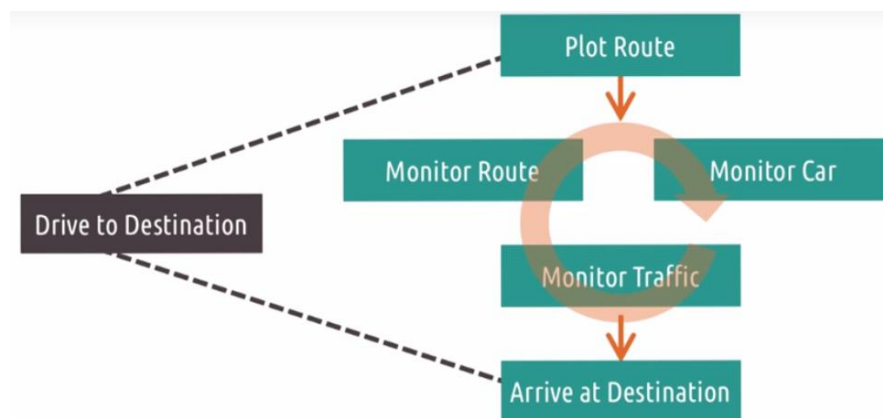 Plot Route
Monitor Route
Monitor Car
Drive to Destination
Monitor Traffic
Arrive at Destination